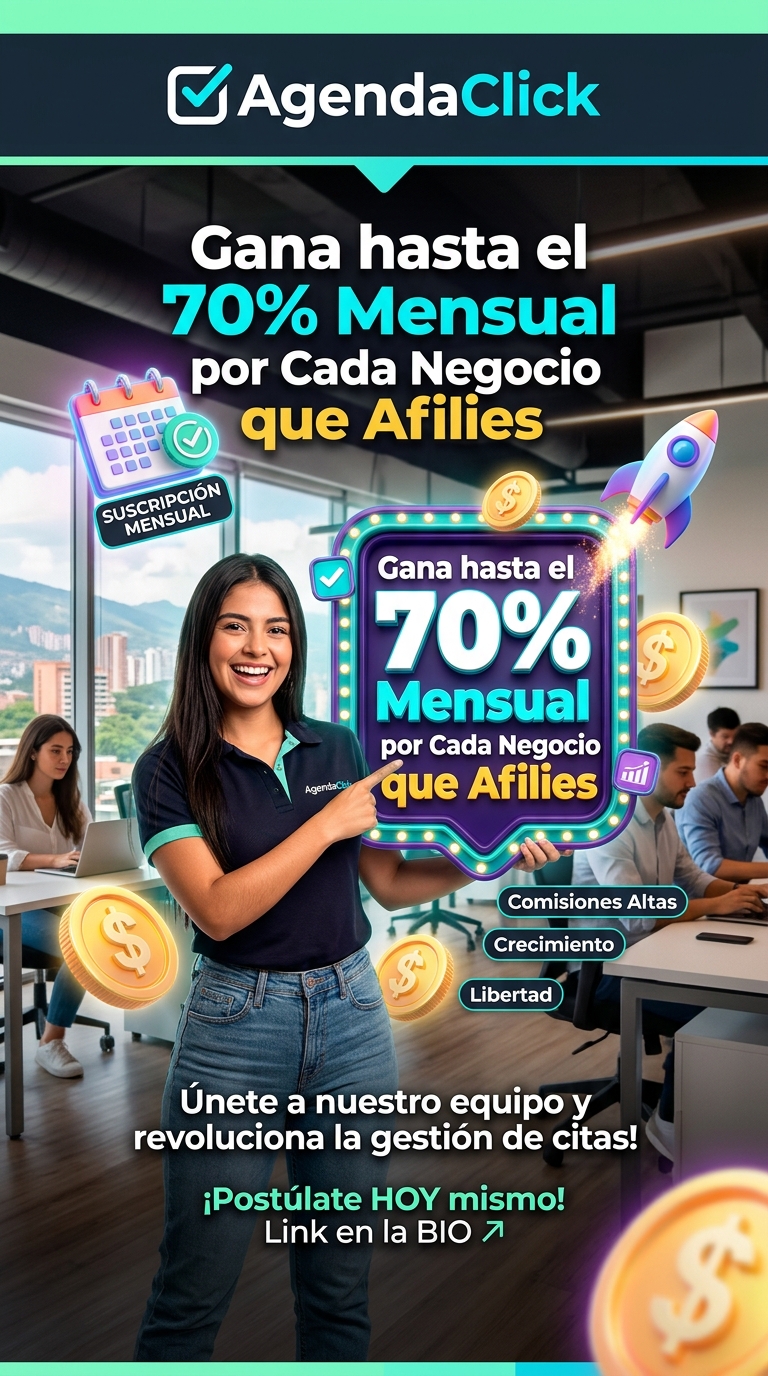 AgendaClick
Gana hasta el
70% Mensual
por Cada Negocio
que Afilies
SUSCRIPCIÓN
MENSUAL
Gana hasta el
70%
Mensual
por Cada Negocio
que Afilies
AgendaClick
Comisiones Altas
Crecimiento
Libertad
Únete a nuestro equipo y
revoluciona la gestión de citas!
¡Postúlate HOY mismo!
Link en la BIO ↗